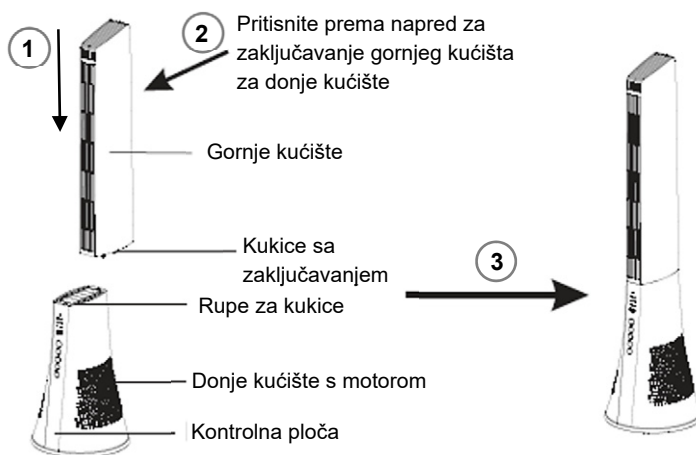 1
2
Pritisnite prema napred za
zaključavanje gornjeg kućišta
za donje kućište
Gornje kućište
Kukice sa
zaključavanjem
3
Rupe za kukice
Donje kućište s motorom
Kontrolna ploča